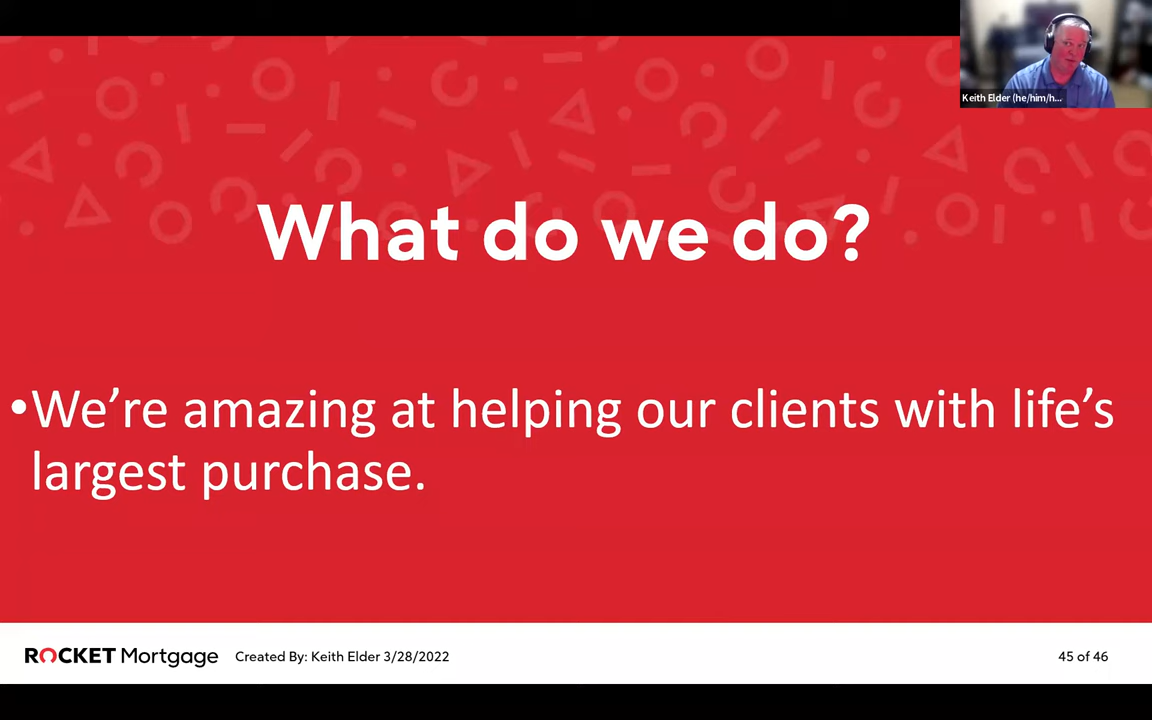 Keith Elder (he/him/h...
What do we do?
•We're amazing at helping our clients with life's
largest purchase.
ROCKET Mortgage
Created By: Keith Elder 3/28/2022
45 of 46